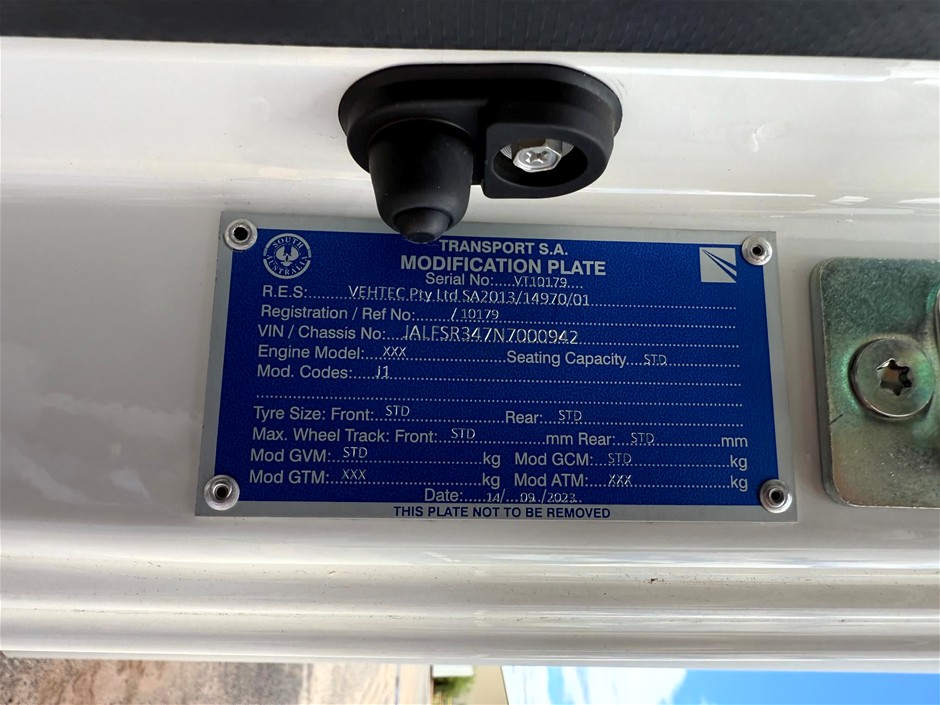 SOUTH AUSTRALIA
TRANSPORT S.A.
MODIFICATION PLATE
Serial No: VT10179
R.E.S: VEHTEC Pty Ltd SA2013/14970/01
Registration / Ref No: / 10179
VIN / Chassis No: JALFSR347N7000942
Engine Model: XXX Seating Capacity STD
Mod. Codes: J1
Tyre Size: Front: STD Rear: STD
Max. Wheel Track: Front: STD mm Rear: STD mm
Mod GVM: STD kg Mod GCM: STD kg
Mod GTM: XXX kg Mod ATM: XXX kg
Date: 14/ 09 /2023
THIS PLATE NOT TO BE REMOVED